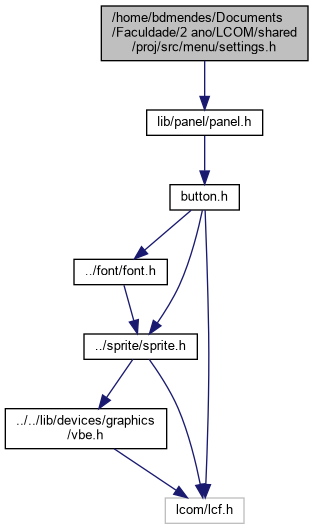 /home/bdmendes/Documents
/Faculdade/2 ano/LCOM/shared
/proj/src/menu/settings.h
lib/panel/panel.h
button.h
../font/font.h
../sprite/sprite.h
../../lib/devices/graphics
/vbe.h
lcom/lcf.h